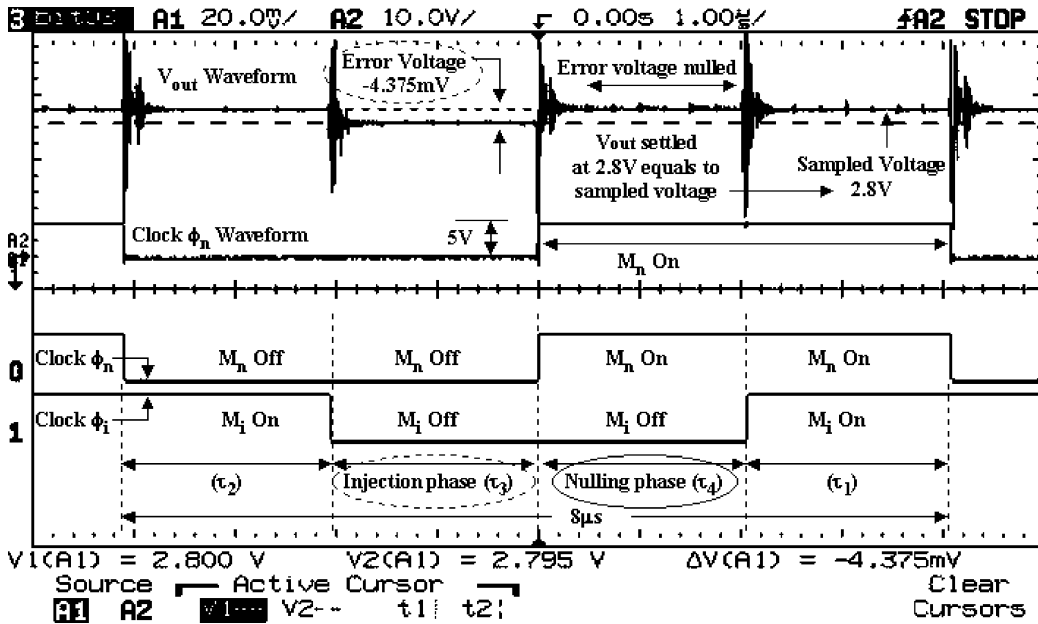 A1 20.0mV/ A2 10.0V/ 0.00s 1.00µs/ A2 STOP
Vout Waveform
Error Voltage
-4.375mV
Error voltage nulled
Vout settled
at 2.8V equals to
sampled voltage
Sampled Voltage
2.8V
A2
Clock ϕn Waveform
5V
Mn On
0
Clock ϕn
Mn Off
Mn Off
Mn On
Mn On
1
Clock ϕi
Mi On
Mi Off
Mi Off
Mi On
(τ2)
Injection phase (τ3)
Nulling phase (τ4)
(τ1)
8µs
V1(A1) = 2.800 V V2(A1) = 2.795 V ΔV(A1) = -4.375mV
Source Active Cursor Clear
A1 A2 V1 V2 t1 t2 Cursors